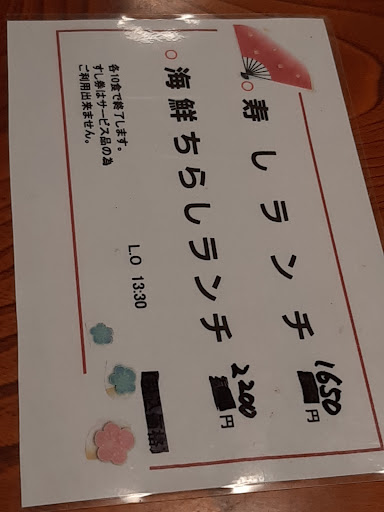 ○寿しランチ 1650円
○海鮮ちらしランチ 2200円
各10食で終了します。
すし券はサービス品の為
ご利用出来ません。
L.O 13:30